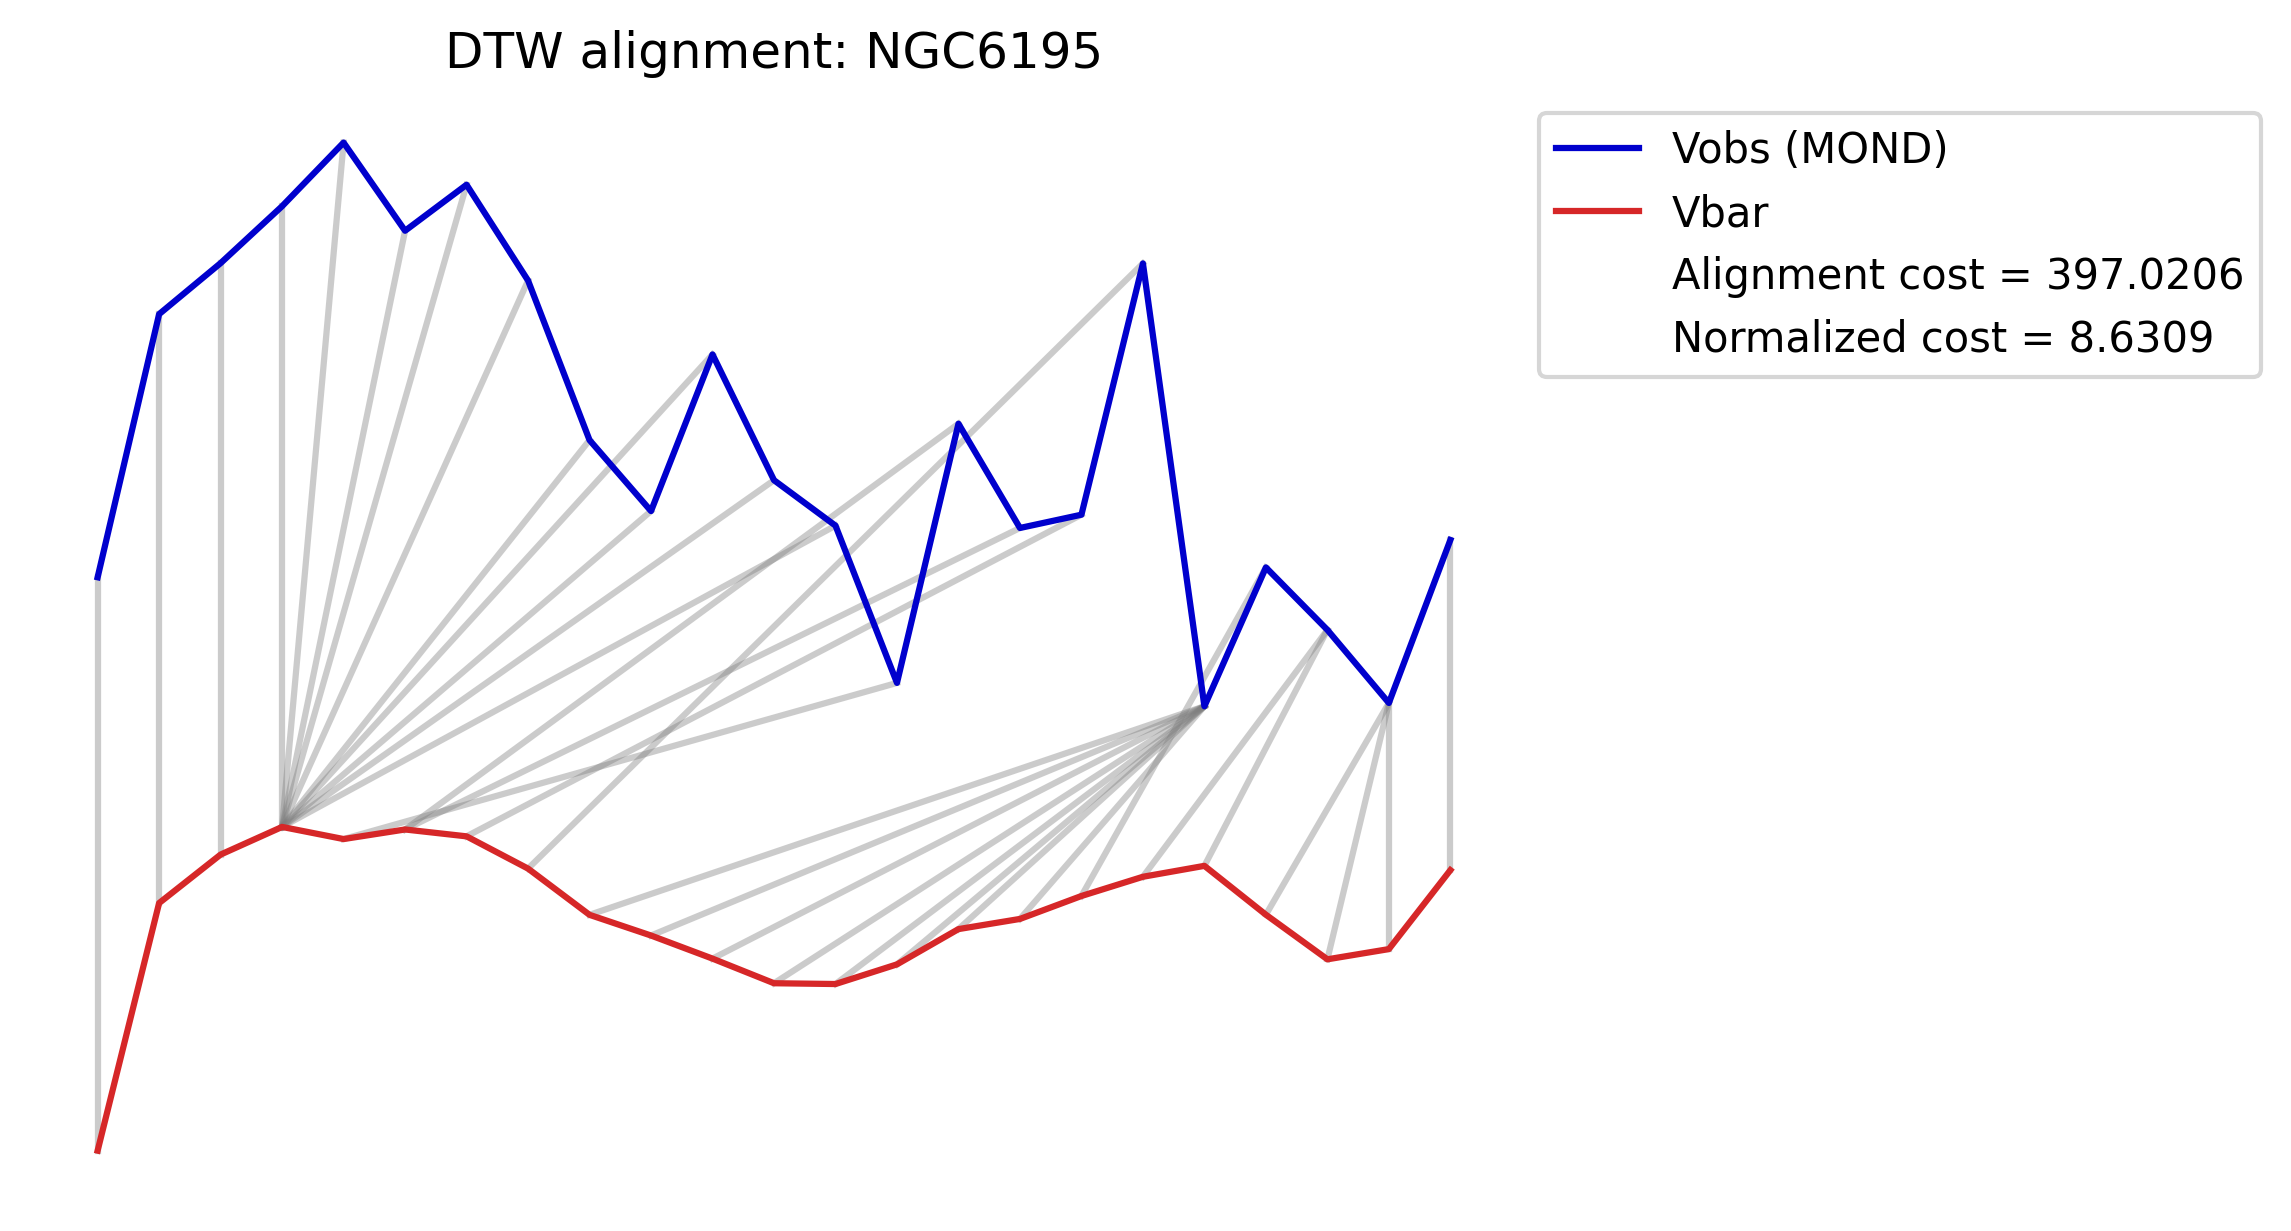 DTW alignment: NGC6195
Vobs (MOND)
Vbar
Alignment cost = 397.0206
Normalized cost = 8.6309